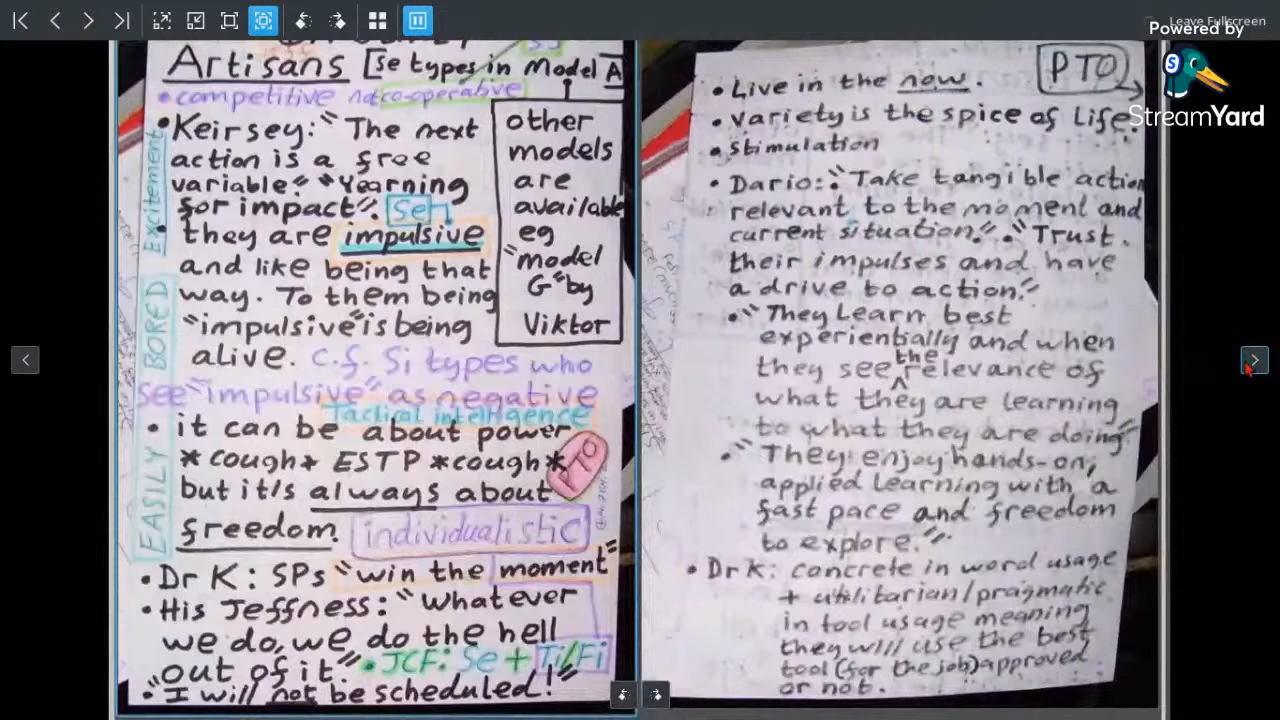 Leave Fullscreen
Powered by
StreamYard
Artisans [se types in Model A
• competitive not co-operative
• Keirsey: "The next
action is a free
variable." "Yearning
for impact". Se
• they are impulsive
and like being that
way. To them being
"impulsive" is being
alive. c.f. Si types who
see "impulsive" as negative
Tactical intelligence
• it can be about power
*cough* ESTP *cough*
but it/s always about
freedom. individualistic
PTO
• Dr K: SPs "win the moment"
• His Jeffness: "Whatever
we do, we do the hell
out of it." • JCF: Se + Ti/Fi
• I will not be scheduled!"
EASILY BORED Excitement
other
models
are
available
eg
"model
G" by
Viktor
PTO
• Live in the now.
• variety is the spice of Life.
• stimulation
• Dario: "Take tangible action
relevant to the moment and
current situation." "Trust
their impulses and have
a drive to action."
• "They Learn best
experientially and when
they see the relevance of
what they are learning
to what they are doing"
• "They enjoy hands-on,
applied learning with a
fast pace and freedom
to explore."
• Dr K: concrete in word usage
+ utilitarian/pragmatic
in tool usage meaning
they will use the best
tool (for the job) approved
or not.